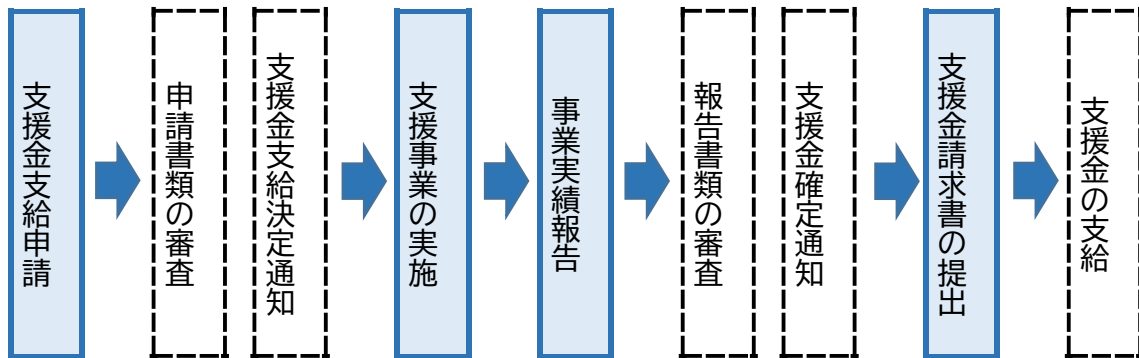 支援金支給申請
申請書類の審査
支援金支給決定通知
支援事業の実施
事業実績報告
報告書類の審査
支援金確定通知
支援金請求書の提出
支援金の支給